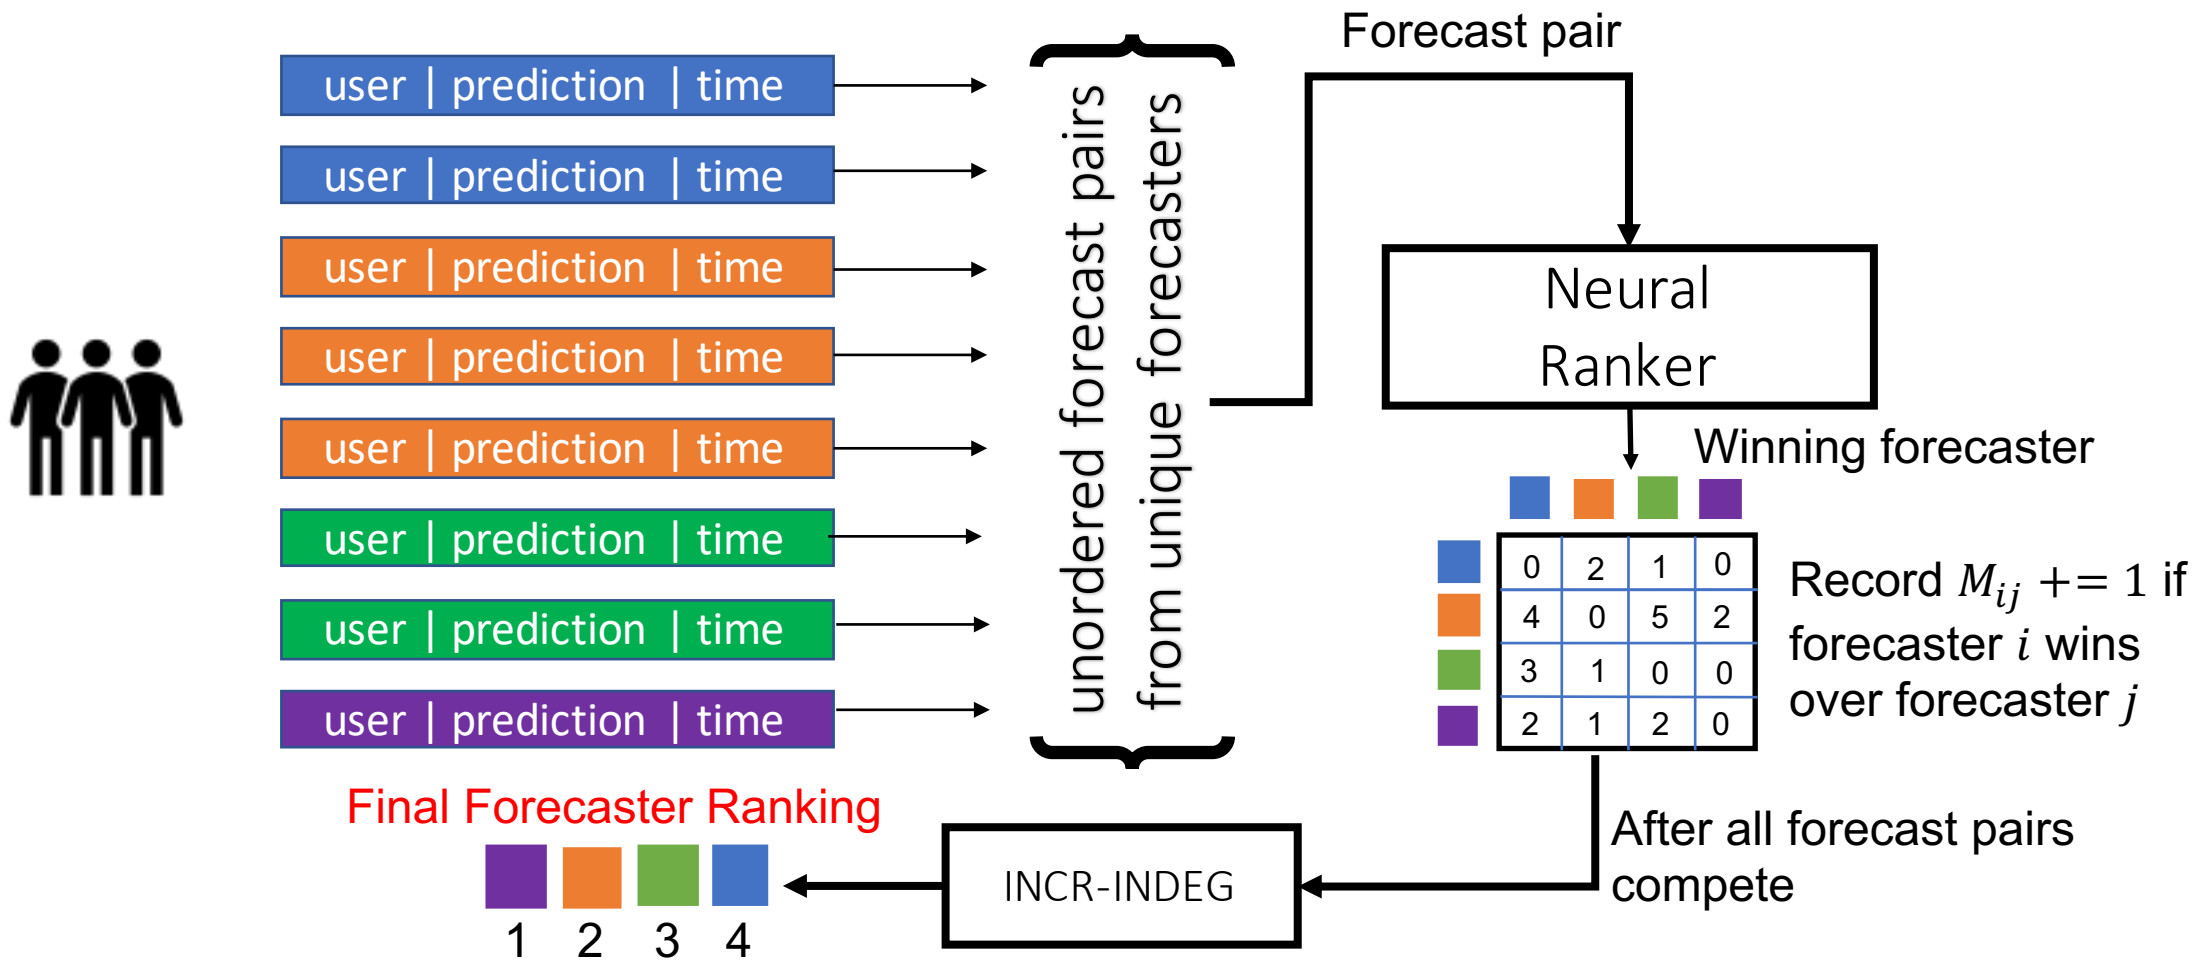 user | prediction | time
user | prediction | time
user | prediction | time
user | prediction | time
user | prediction | time
user | prediction | time
user | prediction | time
user | prediction | time
unordered forecast pairs
from unique forecasters
Forecast pair
Neural
Ranker
Winning forecaster
0 2 1 0
4 0 5 2
3 1 0 0
2 1 2 0
Record M_{ij} += 1 if
forecaster i wins
over forecaster j
After all forecast pairs
compete
INCR-INDEG
Final Forecaster Ranking
1 2 3 4